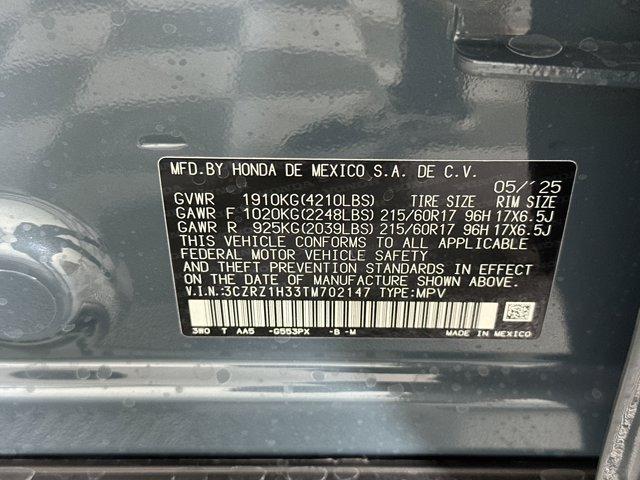 MFD.BY HONDA DE MEXICO S.A. DE C.V.
05/'25
GVWR 1910KG(4210LBS) TIRE SIZE RIM SIZE
GAWR F 1020KG(2248LBS) 215/60R17 96H 17X6.5J
GAWR R 925KG(2039LBS) 215/60R17 96H 17X6.5J
THIS VEHICLE CONFORMS TO ALL APPLICABLE
FEDERAL MOTOR VEHICLE SAFETY
AND THEFT PREVENTION STANDARDS IN EFFECT
ON THE DATE OF MANUFACTURE SHOWN ABOVE.
V.I.N.:3CZRZ1H33TM702147 TYPE:MPV
3W0 T AA5 -G553PX -B -M MADE IN MEXICO